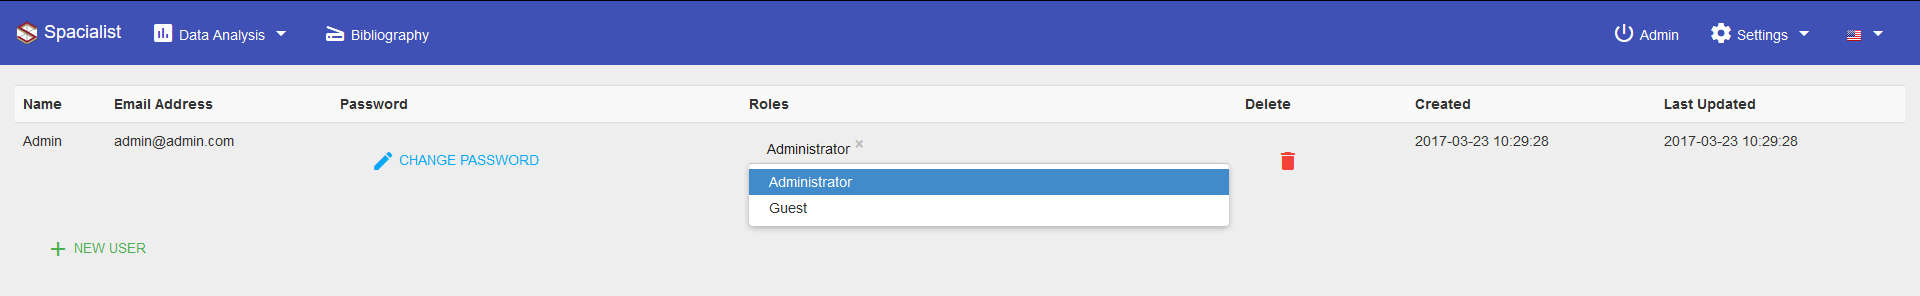 Spacialist Data Analysis Bibliography Admin Settings
Name Email Address Password Roles Delete Created Last Updated
Admin admin@admin.com CHANGE PASSWORD Administrator × 2017-03-23 10:29:28 2017-03-23 10:29:28
Administrator
Guest
+ NEW USER